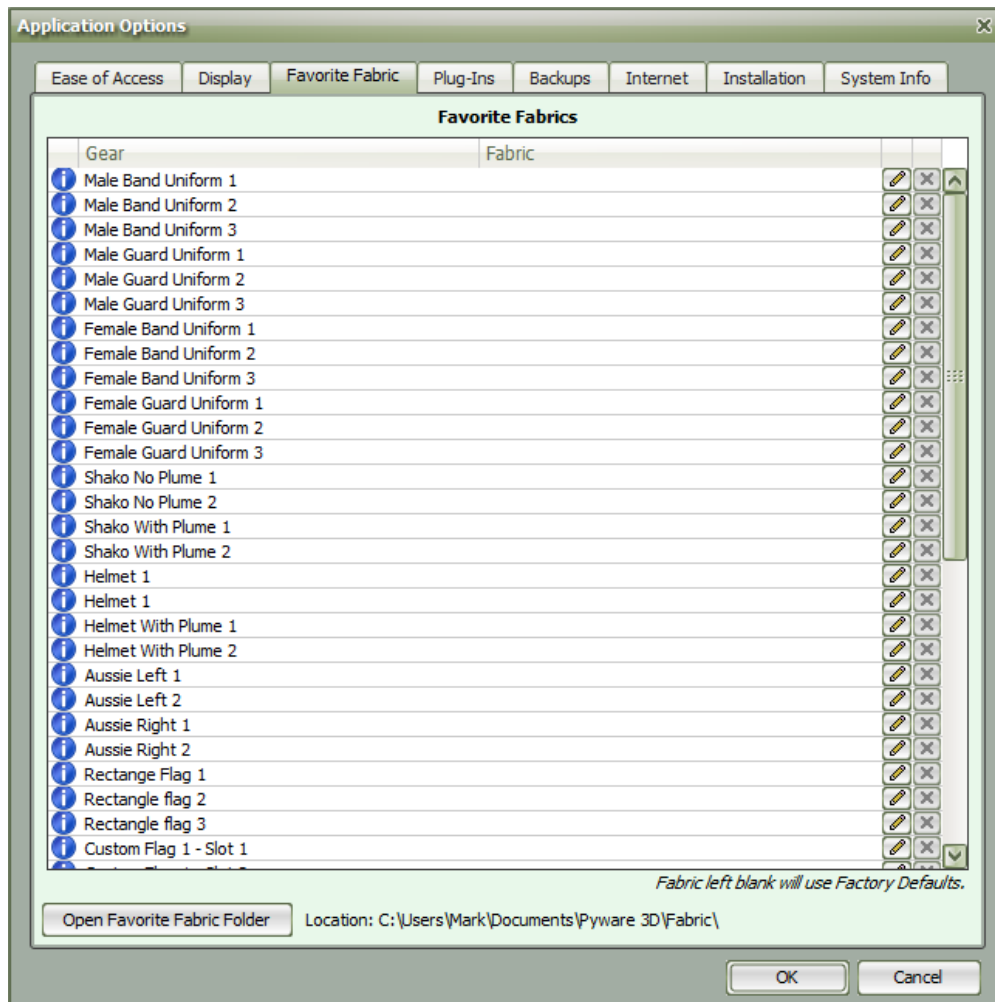 Application Options
Ease of Access Display Favorite Fabric Plug-Ins Backups Internet Installation System Info
Favorite Fabrics
Gear Fabric
Male Band Uniform 1
Male Band Uniform 2
Male Band Uniform 3
Male Guard Uniform 1
Male Guard Uniform 2
Male Guard Uniform 3
Female Band Uniform 1
Female Band Uniform 2
Female Band Uniform 3
Female Guard Uniform 1
Female Guard Uniform 2
Female Guard Uniform 3
Shako No Plume 1
Shako No Plume 2
Shako With Plume 1
Shako With Plume 2
Helmet 1
Helmet 1
Helmet With Plume 1
Helmet With Plume 2
Aussie Left 1
Aussie Left 2
Aussie Right 1
Aussie Right 2
Rectange Flag 1
Rectangle flag 2
Rectangle flag 3
Custom Flag 1 - Slot 1
Fabric left blank will use Factory Defaults.
Open Favorite Fabric Folder Location: C:\Users\Mark\Documents\Pyware 3D\Fabric\
OK Cancel